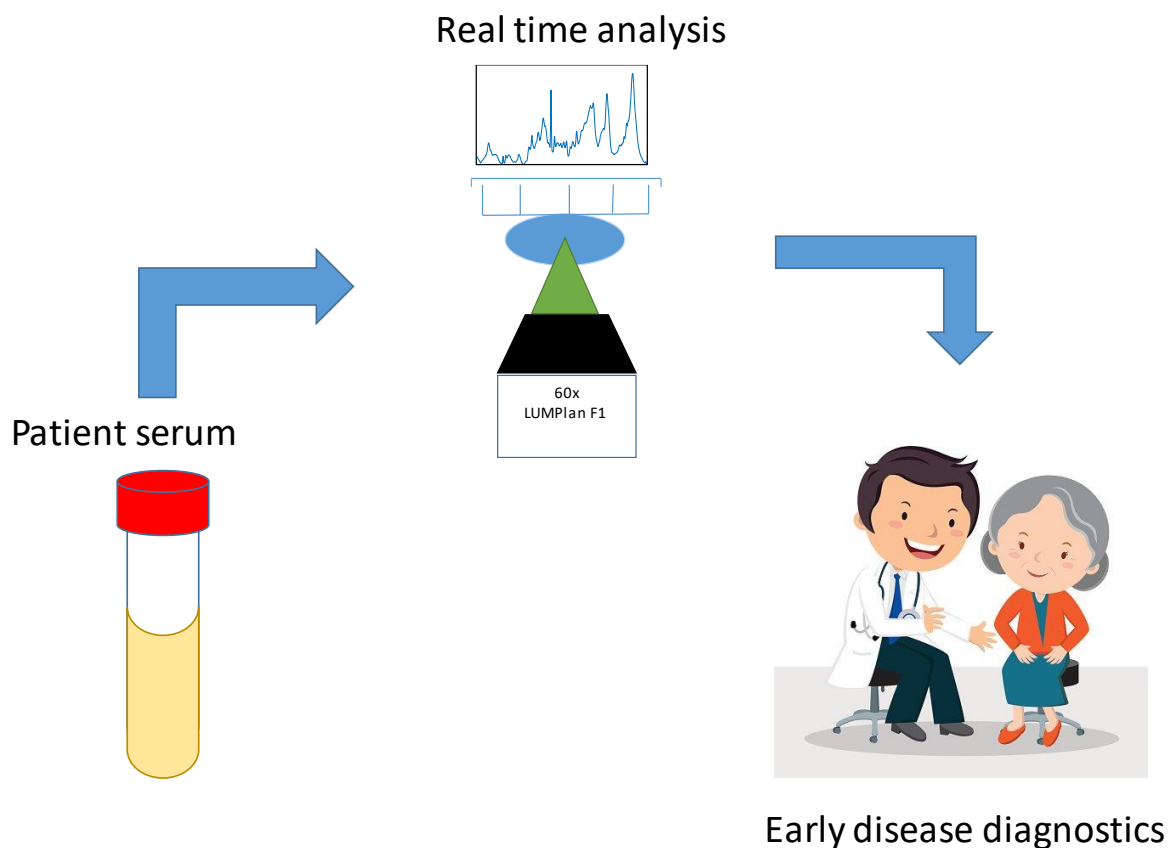 Real time analysis
60x
LUMPlan F1
Patient serum
Early disease diagnostics